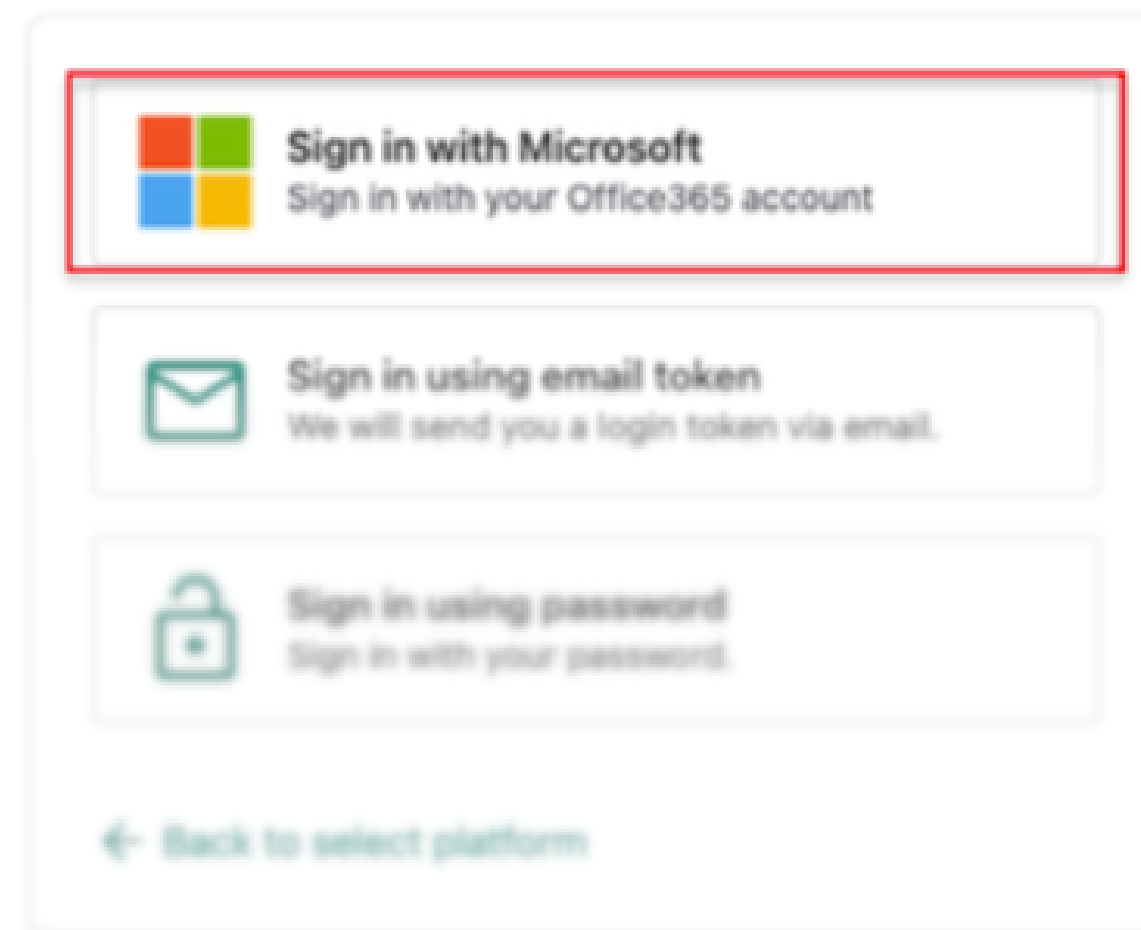 Sign in with Microsoft
Sign in with your Office365 account
Sign in using email token
We will send you a login token via email.
Sign in using password
Sign in with your password.
← Back to select platform